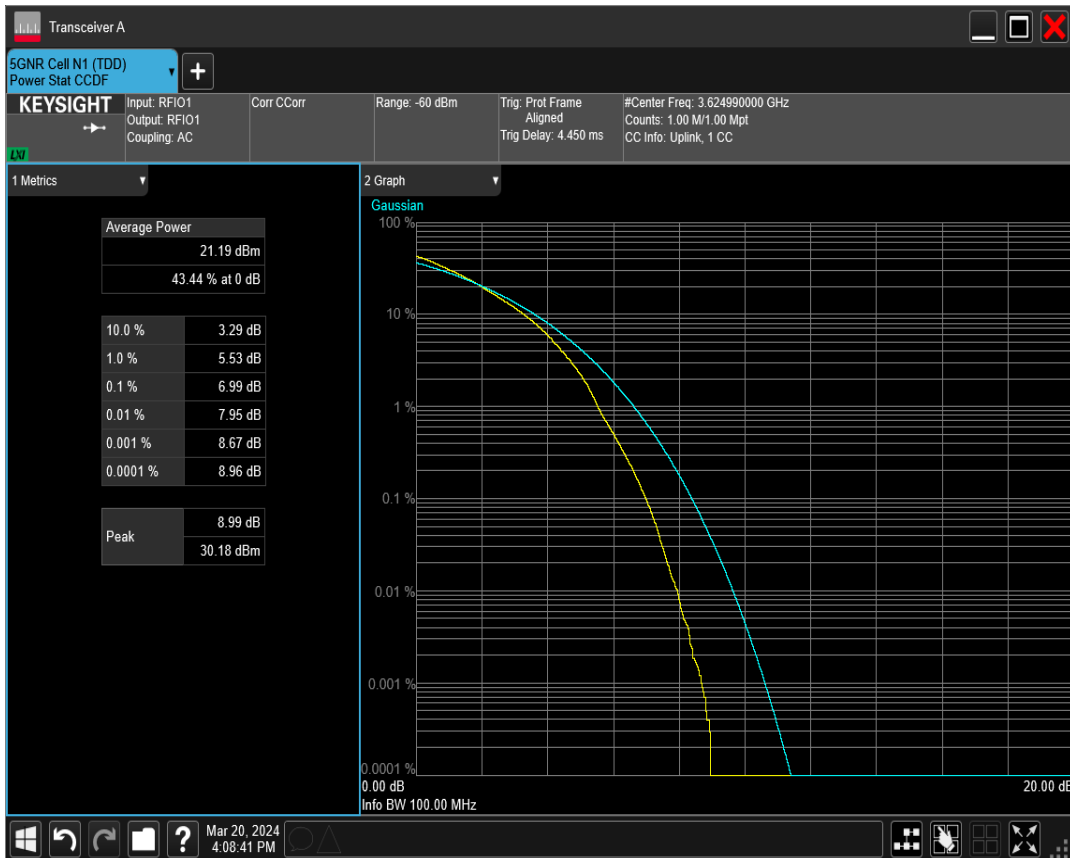 Transceiver A
5GNR Cell N1 (TDD)
Power Stat CCDF
+
KEYSIGHT
LXI
Input: RFIO1
Output: RFIO1
Coupling: AC
Corr CCorr
Range: -60 dBm
Trig: Prot Frame
Aligned
Trig Delay: 4.450 ms
#Center Freq: 3.624990000 GHz
Counts: 1.00 M/1.00 Mpt
CC Info: Uplink, 1 CC
1 Metrics
Average Power
21.19 dBm
43.44 % at 0 dB
10.0 % 3.29 dB
1.0 % 5.53 dB
0.1 % 6.99 dB
0.01 % 7.95 dB
0.001 % 8.67 dB
0.0001 % 8.96 dB
Peak 8.99 dB
30.18 dBm
2 Graph
Gaussian
100 %
10 %
1 %
0.1 %
0.01 %
0.001 %
0.0001 %
0.00 dB 20.00 dB
Info BW 100.00 MHz
?
Mar 20, 2024
4:08:41 PM